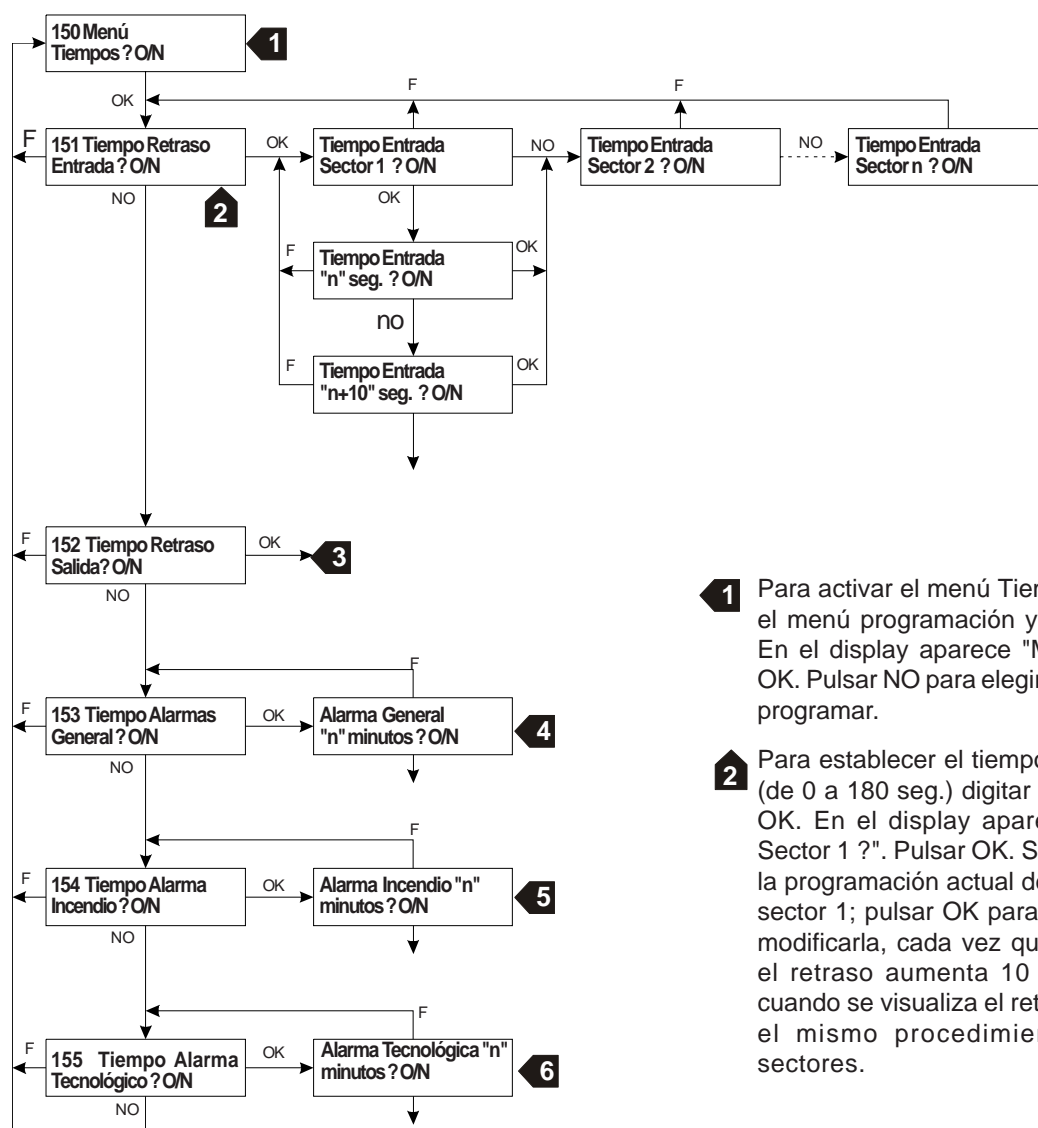 150 Menú
Tiempos ? O/N
1
OK
F
F
F
151 Tiempo Retraso
Entrada ? O/N
OK
Tiempo Entrada
Sector 1 ? O/N
NO
Tiempo Entrada
Sector 2 ? O/N
NO
Tiempo Entrada
Sector n ? O/N
NO
2
OK
F
Tiempo Entrada
"n" seg. ? O/N
OK
no
F
Tiempo Entrada
"n+10" seg. ? O/N
OK
F
152 Tiempo Retraso
Salida? O/N
OK
3
NO
F
F
153 Tiempo Alarmas
General ? O/N
OK
Alarma General
"n" minutos ? O/N
4
NO
F
F
154 Tiempo Alarma
Incendio ? O/N
OK
Alarma Incendio "n"
minutos ? O/N
5
NO
F
F
155 Tiempo Alarma
Tecnológico ? O/N
OK
Alarma Tecnológica "n"
minutos ? O/N
6
NO
1 Para activar el menú
el menú programación y
En el display aparece
OK. Pulsar NO para elegir
programar.
2 Para establecer el tiempo
(de 0 a 180 seg.) digitar
OK. En el display
Sector 1 ?". Pulsar OK.
la programación actual
sector 1; pulsar OK para
modificarla, cada vez
el retraso aumenta 10
cuando se visualiza el
el mismo
sectores.